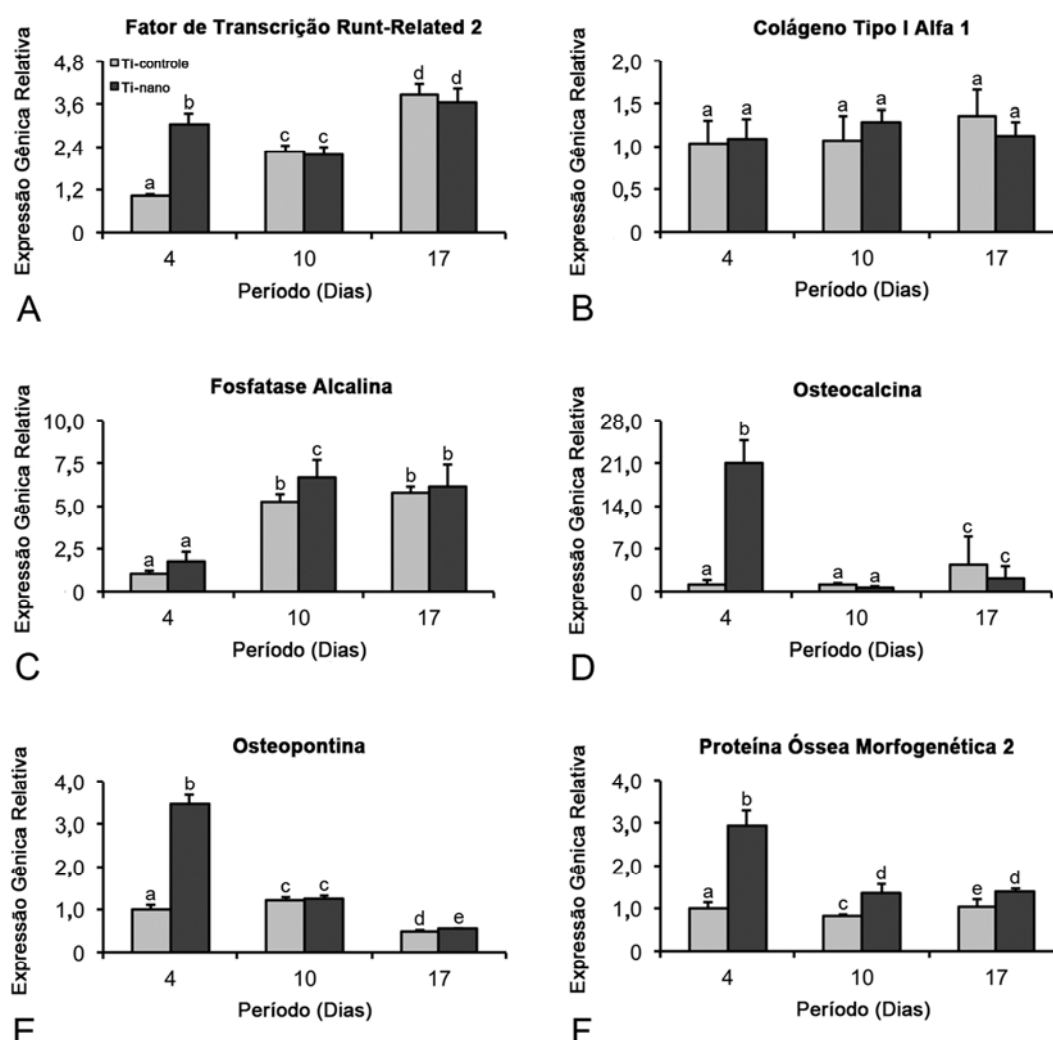 Fator de Transcrição Runt-Related 2
Expressão Gênica Relativa
4,8
3,6
2,4
1,2
0
Ti-controle
Ti-nano
a
b
c
c
d
d
4
10
17
Período (Dias)
A
Colágeno Tipo I Alfa 1
Expressão Gênica Relativa
2,0
1,5
1,0
0,5
0
a
a
a
a
a
a
4
10
17
Período (Dias)
B
Fosfatase Alcalina
Expressão Gênica Relativa
10,0
7,5
5,0
2,5
0
a
a
b
c
b
b
4
10
17
Período (Dias)
C
Osteocalcina
Expressão Gênica Relativa
28,0
21,0
14,0
7,0
0
a
b
a
a
c
c
4
10
17
Período (Dias)
D
Osteopontina
Expressão Gênica Relativa
4,0
3,0
2,0
1,0
0
a
b
c
c
d
e
4
10
17
Período (Dias)
E
Proteína Óssea Morfogenética 2
Expressão Gênica Relativa
4,0
3,0
2,0
1,0
0
a
b
c
d
e
d
4
10
17
Período (Dias)
F